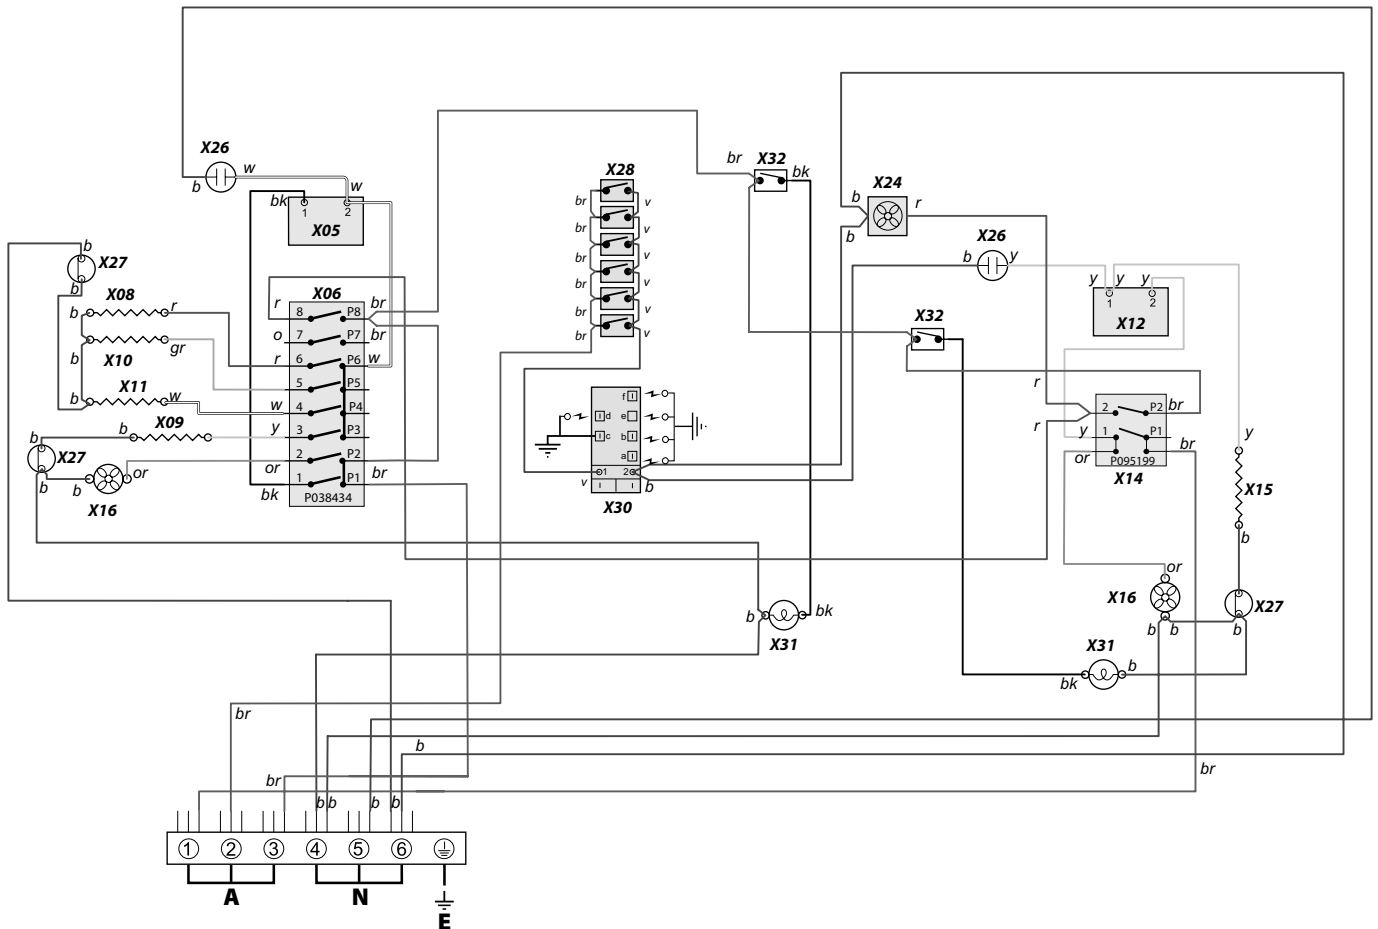 X26
w
b
w
bk
1
2
X05
b
X27
b
X08
b
r
X10
b
gr
X11
b
w
X09
b
y
b
X27
b
b
or
X16
X06
r
8
P8
br
o
7
P7
br
r
6
P6
w
5
P5
w
4
P4
y
3
P3
or
2
P2
br
bk
1
P1
P038434
X28
br
v
br
v
br
v
br
v
br
v
br
v
f
d
e
c
b
a
1
2
v
b
X30
br
X32
bk
b
X24
r
b
X26
b
y
y
y
y
1
2
X12
X32
r
2
P2
br
r
y
1
P1
br
or
P095199
X14
y
X15
b
or
X16
b
b
X27
b
b
X31
bk
X31
b
bk
br
b
br
br
b
b
b
b
1
2
3
4
5
6
A
N
E